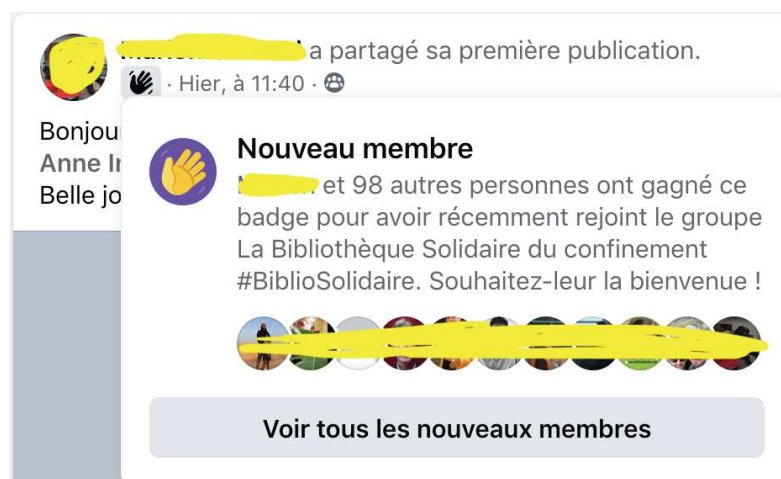 a partagé sa première publication.
· Hier, à 11:40 ·
Bonjou
Anne
Belle jo
Nouveau membre
et 98 autres personnes ont gagné ce
badge pour avoir récemment rejoint le groupe
La Bibliothèque Solidaire du confinement
#BiblioSolidaire. Souhaitez-leur la bienvenue !
Voir tous les nouveaux membres